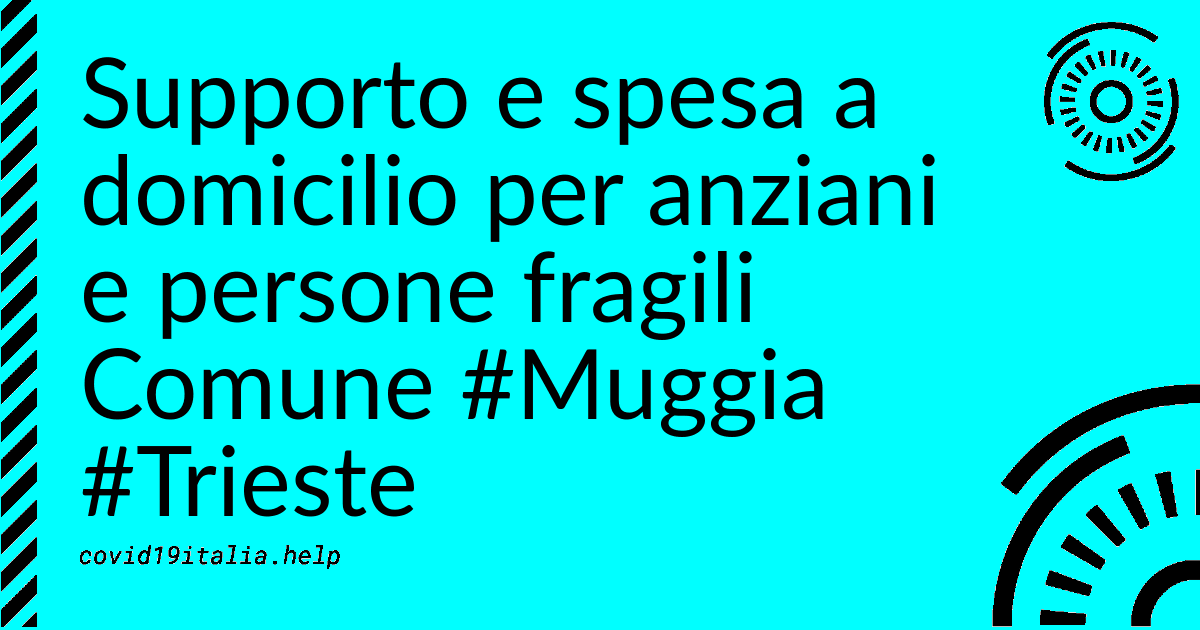 Supporto e spesa a
domicilio per anziani
e persone fragili
Comune #Muggia
#Trieste
covid19italia.help